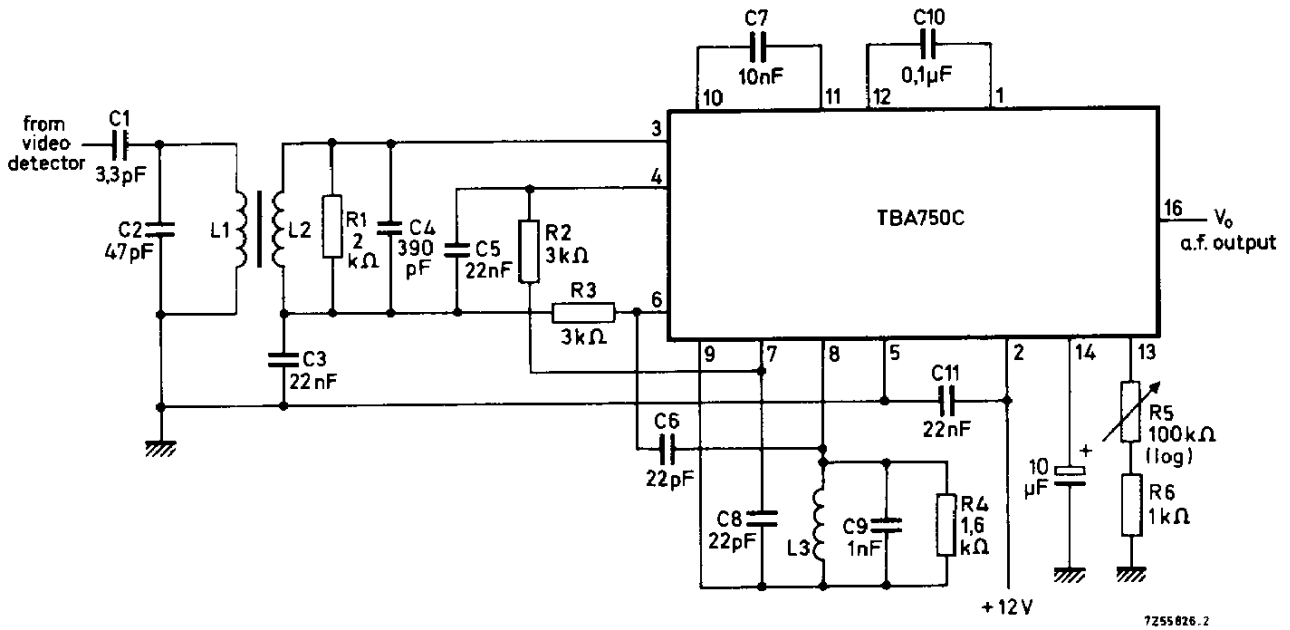 C7
10nF
C10
0,1µF
10
11
12
1
from
video
detector
C1
3,3pF
3
4
6
TBA750C
16
Vo
a.f. output
C2
47pF
L1
L2
R1
2
kΩ
C4
390
pF
C5
22nF
R2
3kΩ
R3
3kΩ
C3
22nF
9
7
8
5
2
14
13
C11
22nF
C6
22pF
R5
100kΩ
(log)
+
10
µF
R6
1kΩ
C8
22pF
L3
C9
1nF
R4
1,6
kΩ
+12V
7255826.2